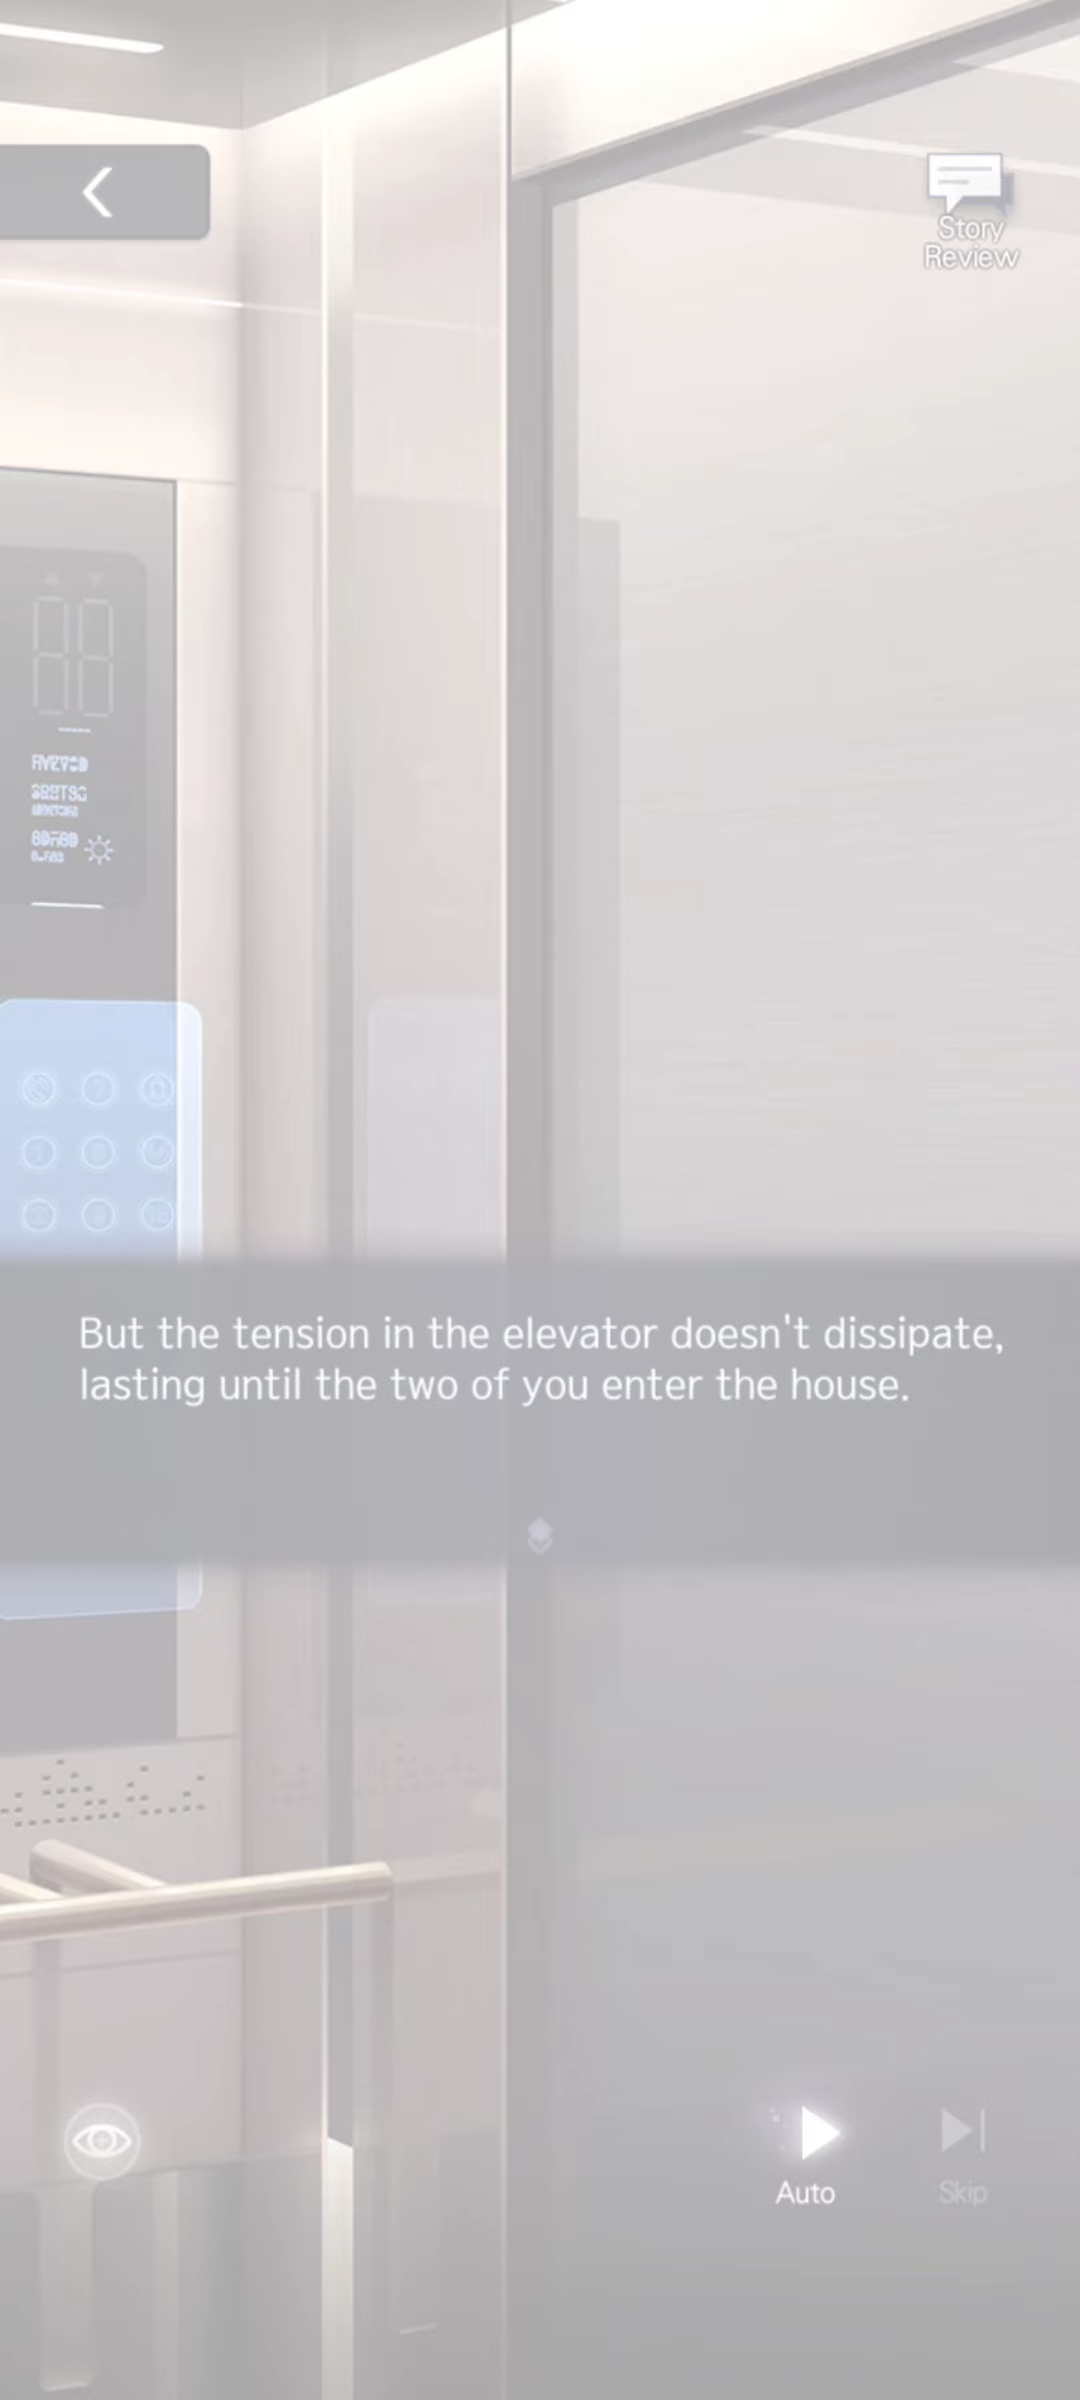 Story
Review
But the tension in the elevator doesn't dissipate,
lasting until the two of you enter the house.
Auto
Skip